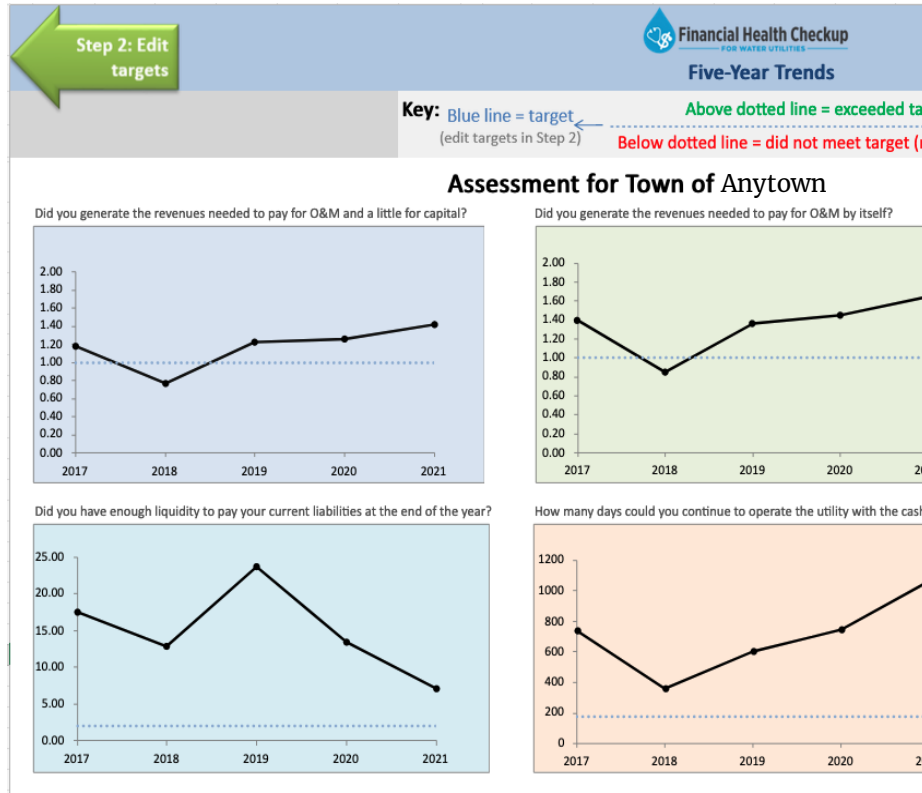 Step 2: Edit
targets
Financial Health Checkup
FOR WATER UTILITIES
Five-Year Trends
Key: Blue line = target
(edit targets in Step 2)
Above dotted line = exceeded ta
Below dotted line = did not meet target (
Assessment for Town of Anytown
Did you generate the revenues needed to pay for O&M and a little for capital?
2.00
1.80
1.60
1.40
1.20
1.00
0.80
0.60
0.40
0.20
0.00
2017 2018 2019 2020 2021
Did you generate the revenues needed to pay for O&M by itself?
2.00
1.80
1.60
1.40
1.20
1.00
0.80
0.60
0.40
0.20
0.00
2017 2018 2019 2020 20
Did you have enough liquidity to pay your current liabilities at the end of the year?
25.00
20.00
15.00
10.00
5.00
0.00
2017 2018 2019 2020 2021
How many days could you continue to operate the utility with the cash
1200
1000
800
600
400
200
0
2017 2018 2019 2020 2